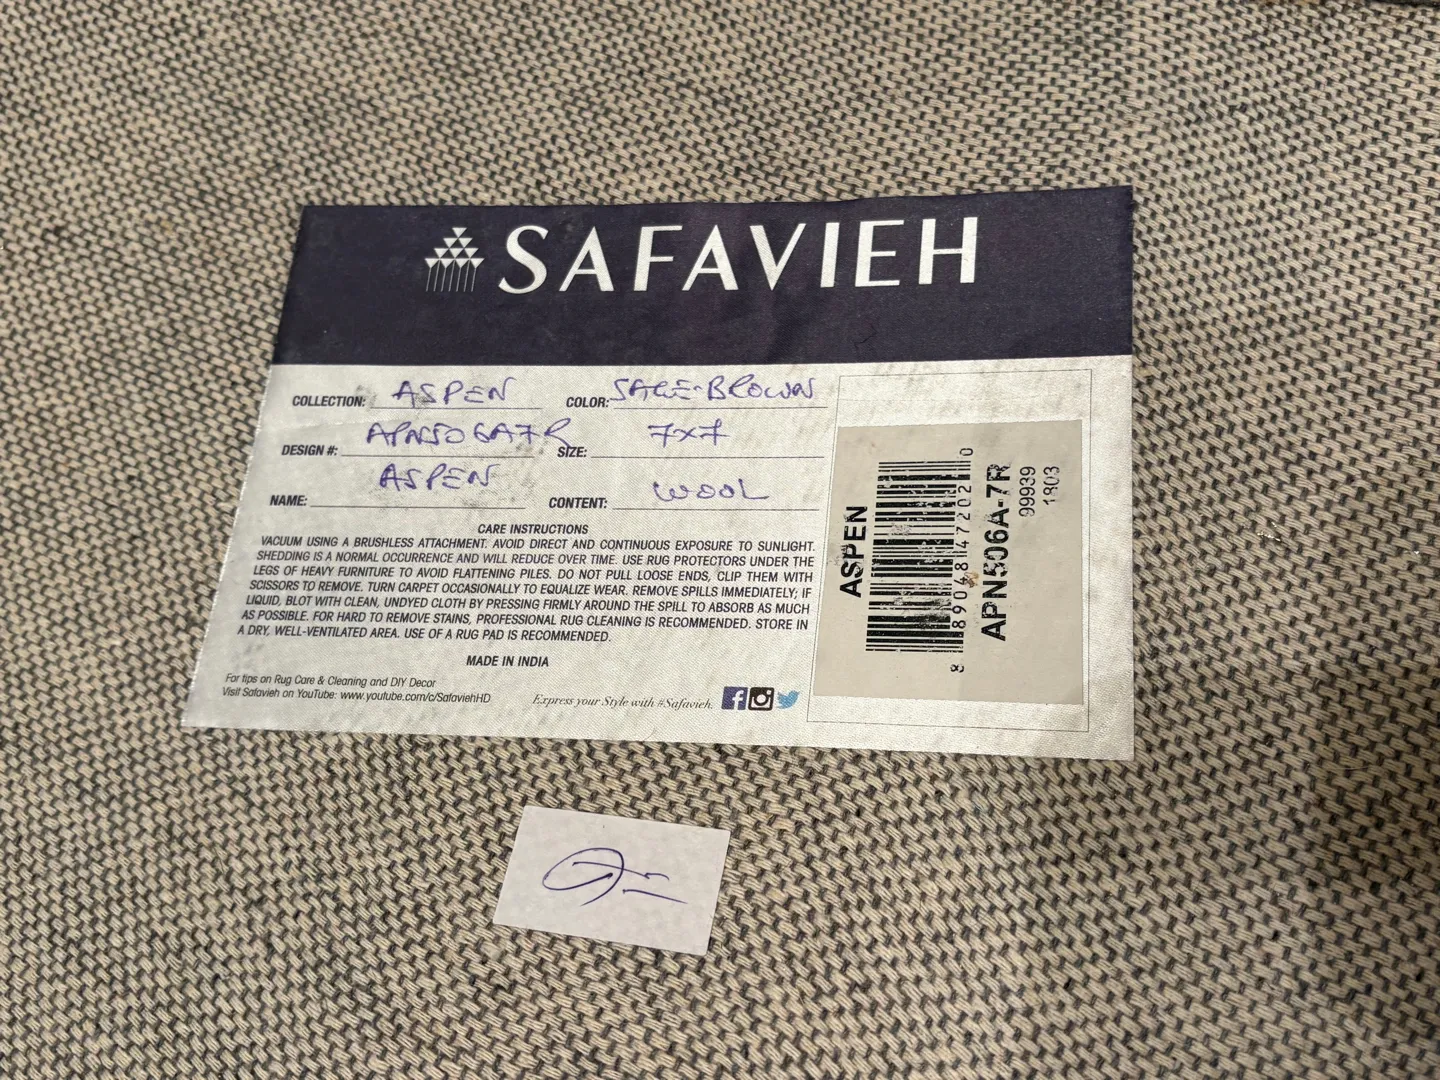 SAFAVIEH
COLLECTION: ASPEN COLOR: SAGE-BROWN
DESIGN #: APN506A7R SIZE: 7x7
NAME: ASPEN CONTENT: WOOL
CARE INSTRUCTIONS
VACUUM USING A BRUSHLESS ATTACHMENT. AVOID DIRECT AND CONTINUOUS EXPOSURE TO SUNLIGHT.
SHEDDING IS A NORMAL OCCURRENCE AND WILL REDUCE OVER TIME. USE RUG PROTECTORS UNDER THE
LEGS OF HEAVY FURNITURE TO AVOID FLATTENING PILES. DO NOT PULL LOOSE ENDS, CLIP THEM WITH
SCISSORS TO REMOVE. TURN CARPET OCCASIONALLY TO EQUALIZE WEAR. REMOVE SPILLS IMMEDIATELY; IF
LIQUID, BLOT WITH CLEAN, UNDYED CLOTH BY PRESSING FIRMLY AROUND THE SPILL TO ABSORB AS MUCH
AS POSSIBLE. FOR HARD TO REMOVE STAINS, PROFESSIONAL RUG CLEANING IS RECOMMENDED. STORE IN
A DRY, WELL-VENTILATED AREA. USE OF A RUG PAD IS RECOMMENDED.
MADE IN INDIA
For tips on Rug Care & Cleaning and DIY Decor
Visit Safavieh on YouTube: www.youtube.com/c/SafaviehHD
Express your Style with #Safavieh.
ASPEN
8 89048 47202 0
APN506A-7R
99939
1803